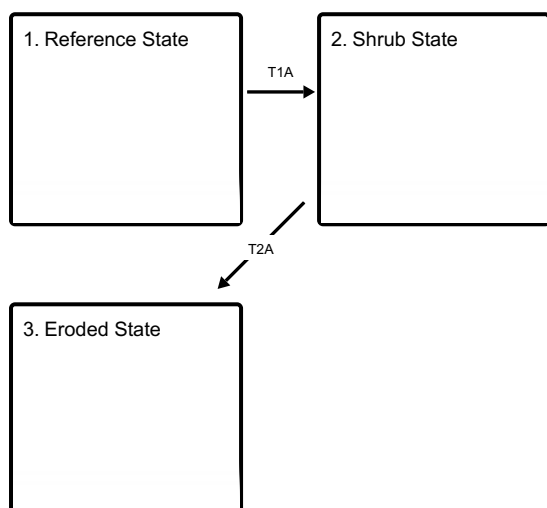 1. Reference State
T1A
2. Shrub State
T2A
3. Eroded State